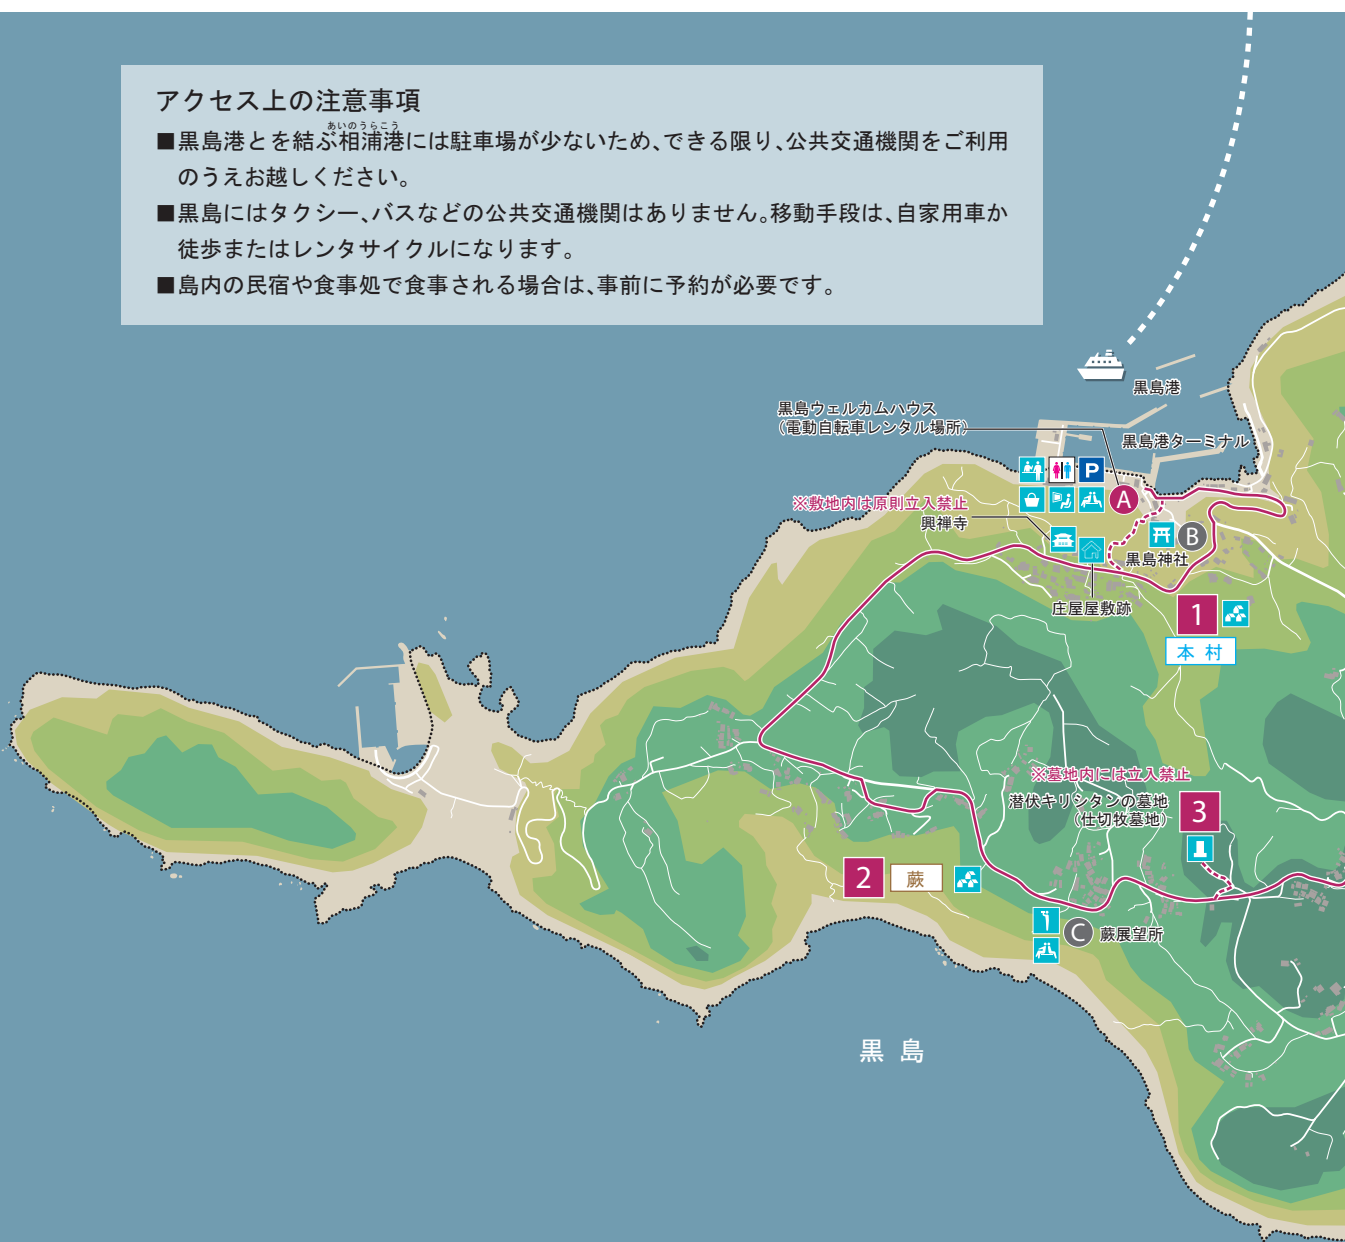 アクセス上の注意事項
あいのうらこう
■黒島港とを結ぶ相浦港には駐車場が少ないため、できる限り、公共交通機関をご利用
のうえお越しください。
■黒島にはタクシー、バスなどの公共交通機関はありません。移動手段は、自家用車か
徒歩またはレンタサイクルになります。
■島内の民宿や食事処で食事される場合は、事前に予約が必要です。
黒島港
黒島ウェルカムハウス
（電動自転車レンタル場所）
黒島港ターミナル
P
A
※敷地内は原則立入禁止
興禅寺
B
黒島神社
庄屋屋敷跡
1
本村
※墓地内には立入禁止
潜伏キリシタンの墓地
（仕切牧墓地）
3
2
蕨
C
蕨展望所
黒島